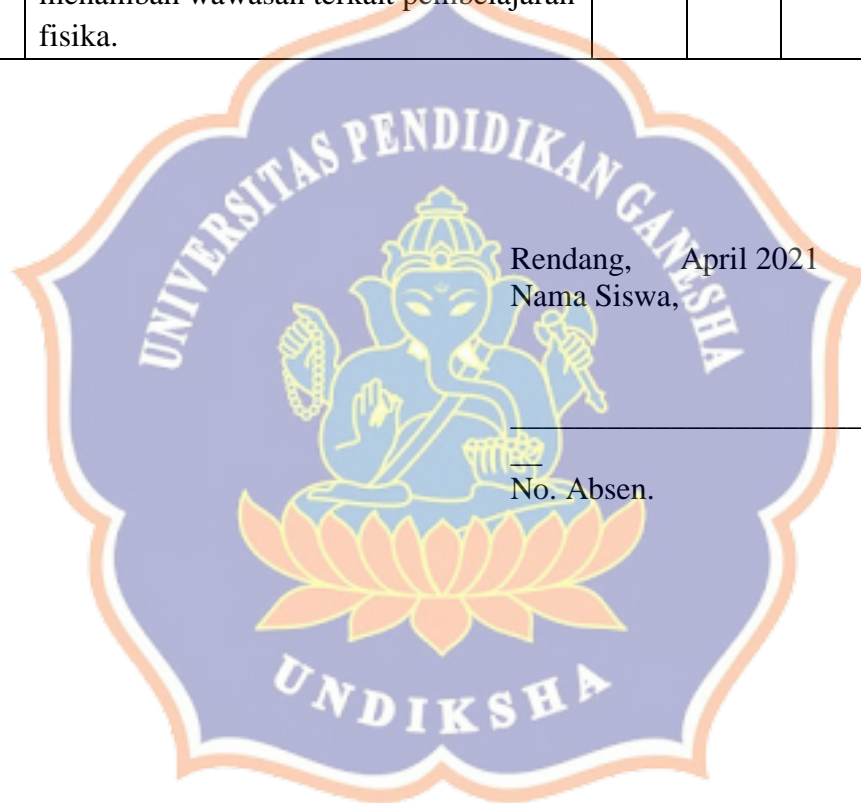 menambah wawasan terkait pembelajaran
fisika.
UNIVERSITAS PENDIDIKAN GANESHA
Rendang, April 2021
Nama Siswa,
No. Absen.
UNDIKSHA